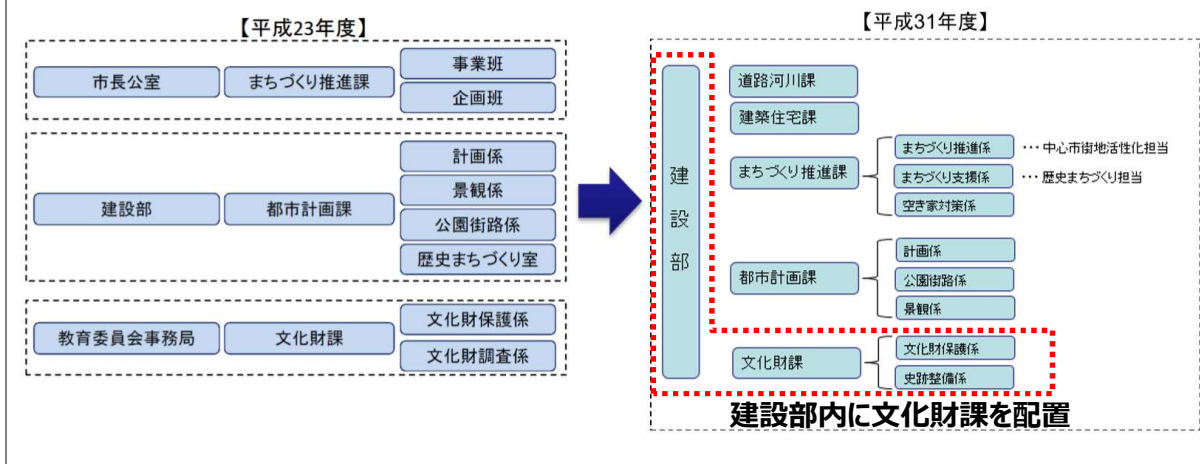 【平成23年度】
市長公室
まちづくり推進課
事業班
企画班
建設部
都市計画課
計画係
景観係
公園街路係
歴史まちづくり室
教育委員会事務局
文化財課
文化財保護係
文化財調査係
【平成31年度】
建設部
道路河川課
建築住宅課
まちづくり推進課
まちづくり推進係 ･･･ 中心市街地活性化担当
まちづくり支援係 ･･･ 歴史まちづくり担当
空き家対策係
都市計画課
計画係
公園街路係
景観係
文化財課
文化財保護係
史跡整備係
建設部内に文化財課を配置